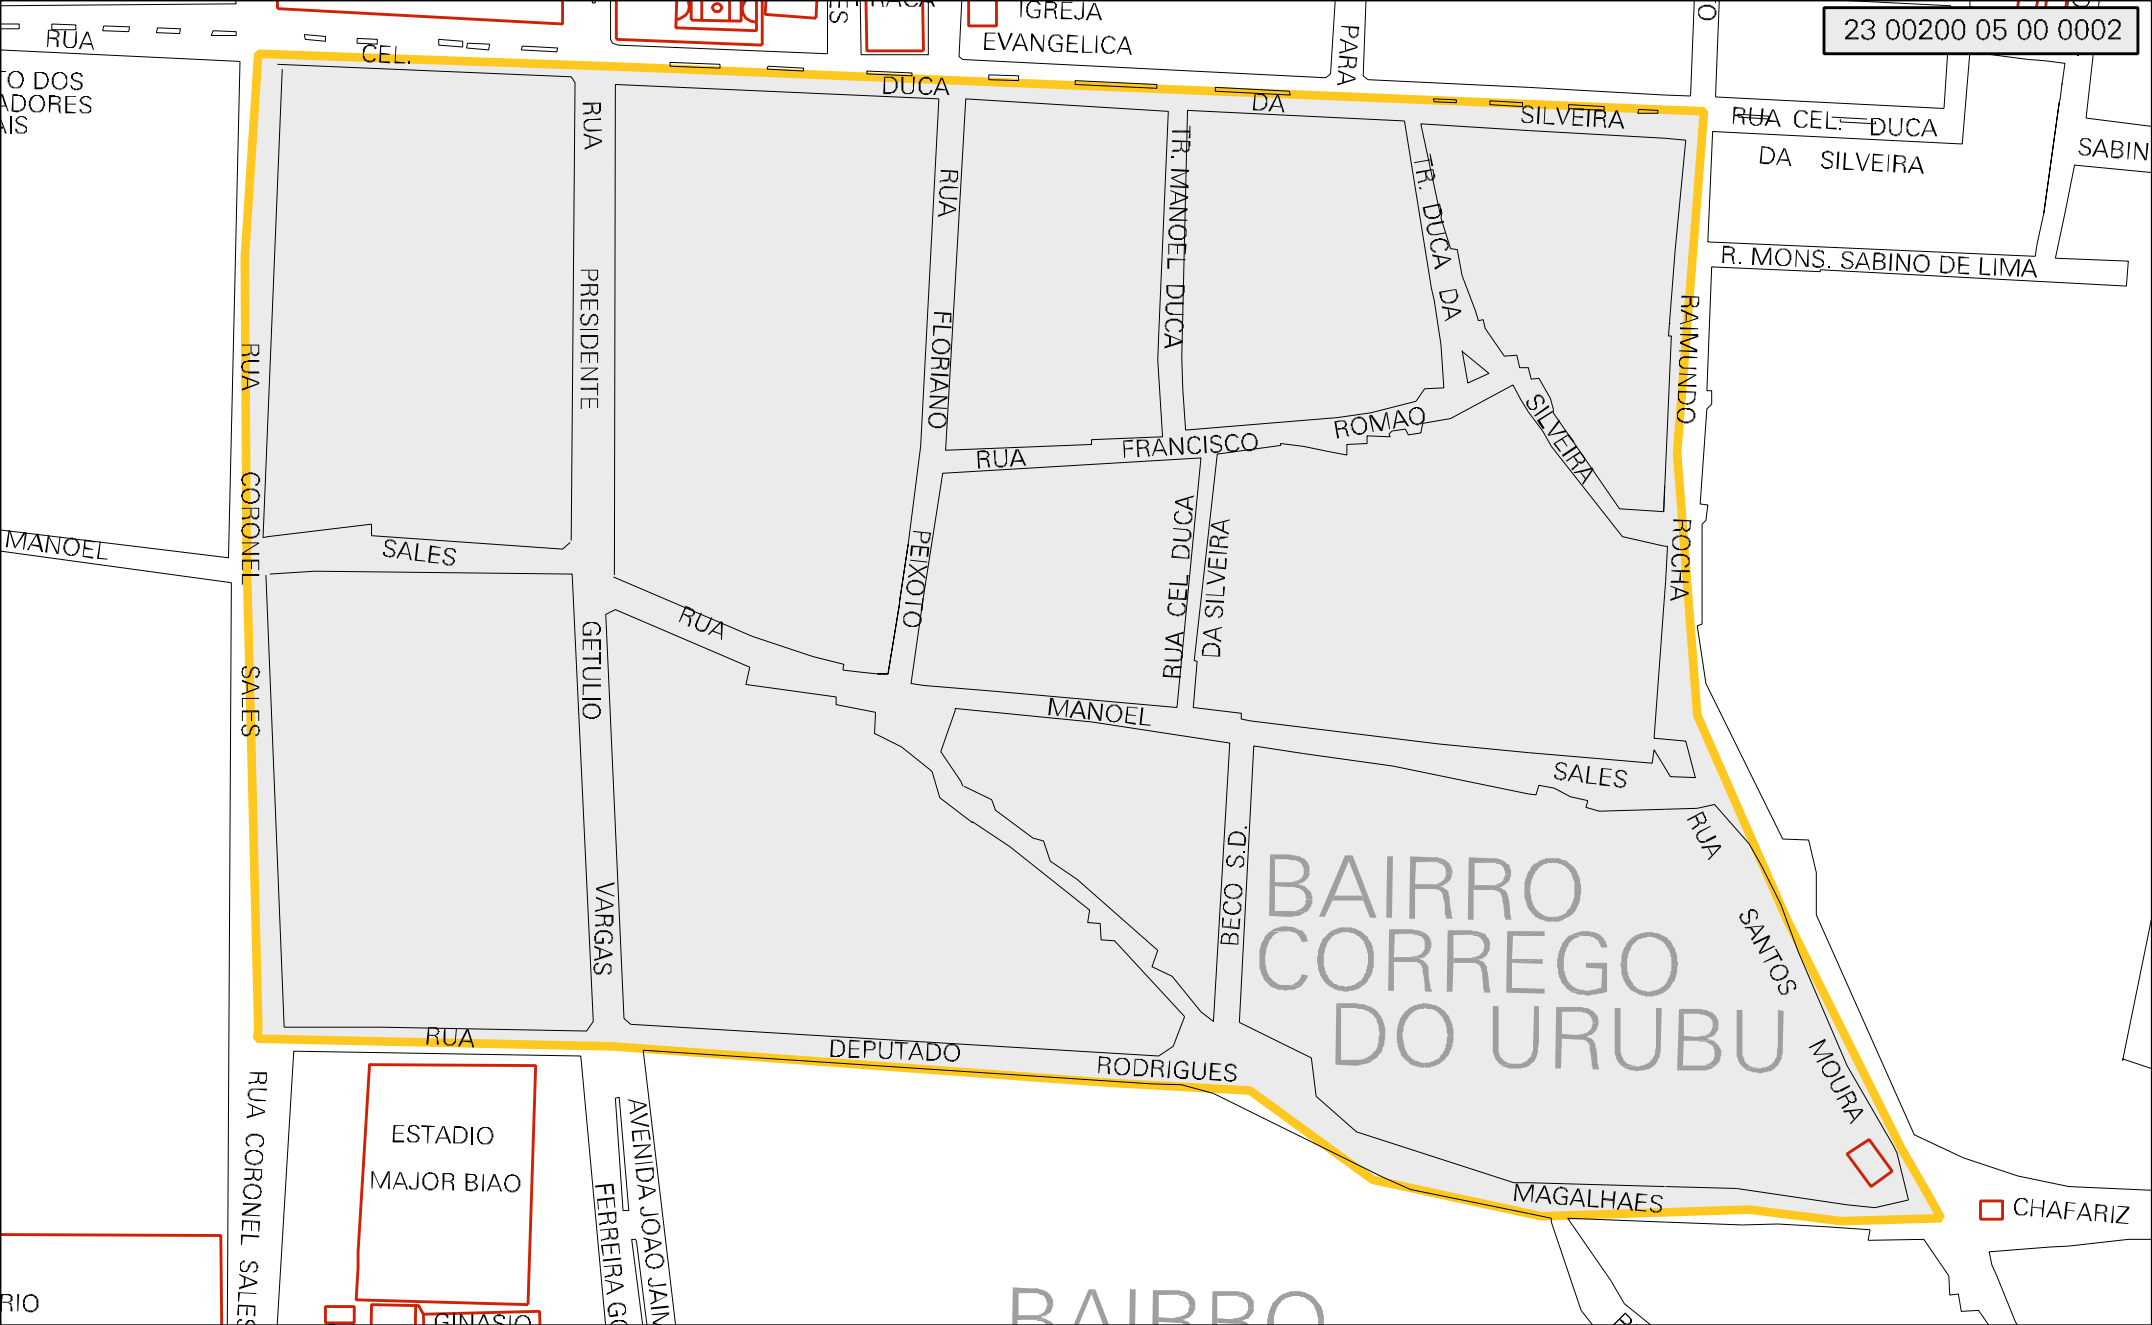 IGREJA
EVANGELICA
PARA
23 00200 05 00 0002
RUA
CEL.
DUCA
DA
SILVEIRA
RUA CEL. DUCA
DA SILVEIRA
SABIN
O DOS
ADORES
AIS
R. MONS. SABINO DE LIMA
RUA
PRESIDENTE
GETULIO
VARGAS
RUA
FLORIANO
PEIXOTO
TR. MANOEL DUCA
TR. DUCA DA
SILVEIRA
RAIMUNDO
ROCHA
RUA
CORONEL
SALES
RUA
FRANCISCO
ROMAO
MANOEL
SALES
RUA
MANOEL
SALES
RUA CEL DUCA
DA SILVEIRA
BECO S.D.
RUA
SANTOS
MOURA
BAIRRO
CORREGO
DO URUBU
RUA
DEPUTADO
RODRIGUES
MAGALHAES
RUA CORONEL SALES
ESTADIO
MAJOR BIAO
AVENIDA JOAO JAIM
FERREIRA GO
CHAFARIZ
RIO
GINASIO
BAIRRO